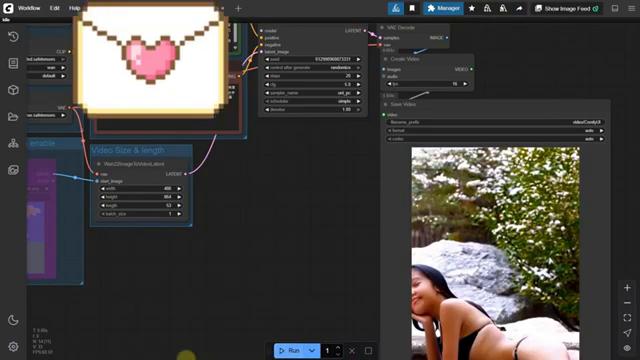 Workflow Edit Help
Manager
Show Image Feed
Idle
VAE Decode
samples IMAGE
vae
model LATENT
positive
negative
latent_image
seed
control after generate randomize
steps 20
cfg 5.0
sampler_name uni_pc
scheduler simple
denoise 1.00
Create Video
images VIDEO
audio
fps 16
Save Video
video
filename_prefix video/ComfyUI
format auto
codec auto
CLIP
wan
default
VAE
enable
Video Size & length
Wan22ImageToVideoLatent
vae LATENT
start_image
width 480
height 864
length 53
batch_size 1
Run 1